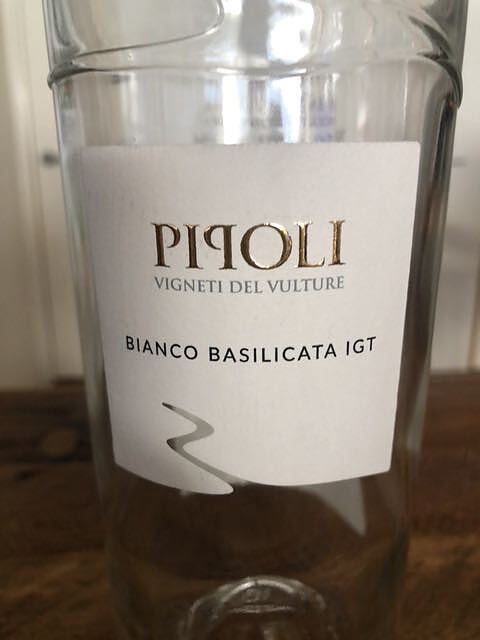 PIPOLI
VIGNETI DEL VULTURE
BIANCO BASILICATA IGT